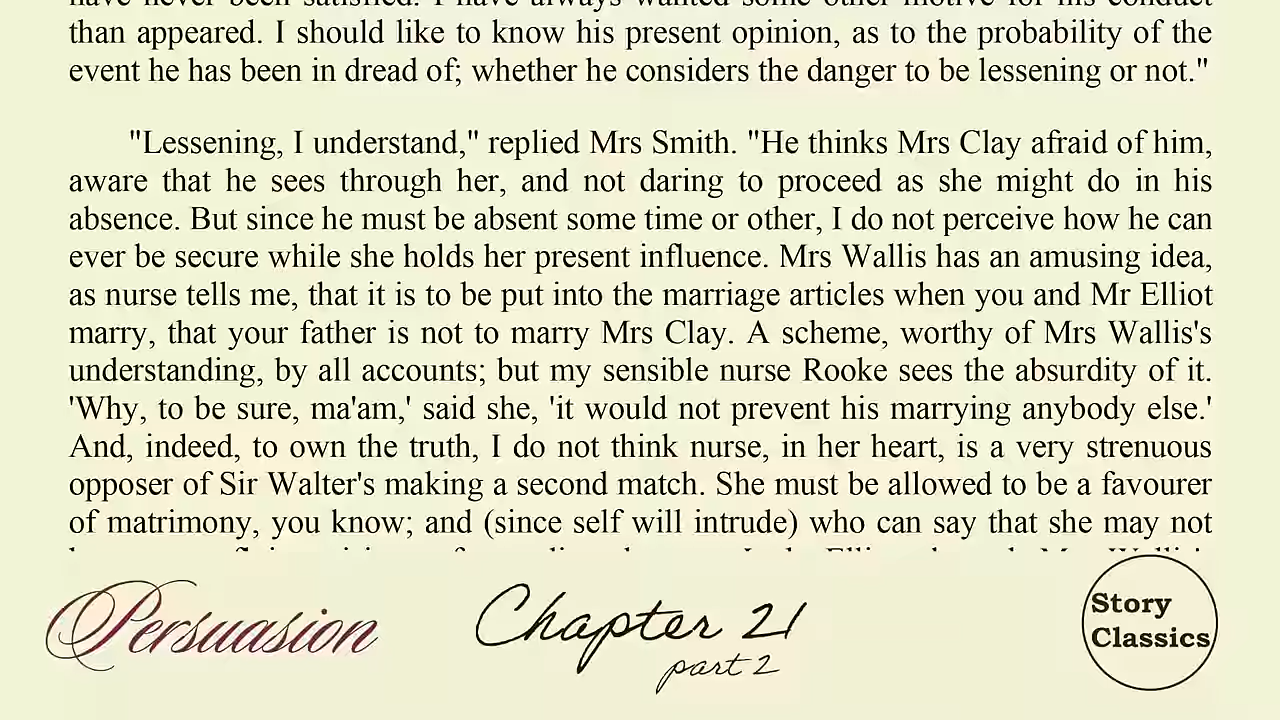 than appeared. I should like to know his present opinion, as to the probability of the
event he has been in dread of; whether he considers the danger to be lessening or not."
"Lessening, I understand," replied Mrs Smith. "He thinks Mrs Clay afraid of him,
aware that he sees through her, and not daring to proceed as she might do in his
absence. But since he must be absent some time or other, I do not perceive how he can
ever be secure while she holds her present influence. Mrs Wallis has an amusing idea,
as nurse tells me, that it is to be put into the marriage articles when you and Mr Elliot
marry, that your father is not to marry Mrs Clay. A scheme, worthy of Mrs Wallis's
understanding, by all accounts; but my sensible nurse Rooke sees the absurdity of it.
'Why, to be sure, ma'am,' said she, 'it would not prevent his marrying anybody else.'
And, indeed, to own the truth, I do not think nurse, in her heart, is a very strenuous
opposer of Sir Walter's making a second match. She must be allowed to be a favourer
of matrimony, you know; and (since self will intrude) who can say that she may not
Persuasion
Chapter 21
part 2
Story
Classics